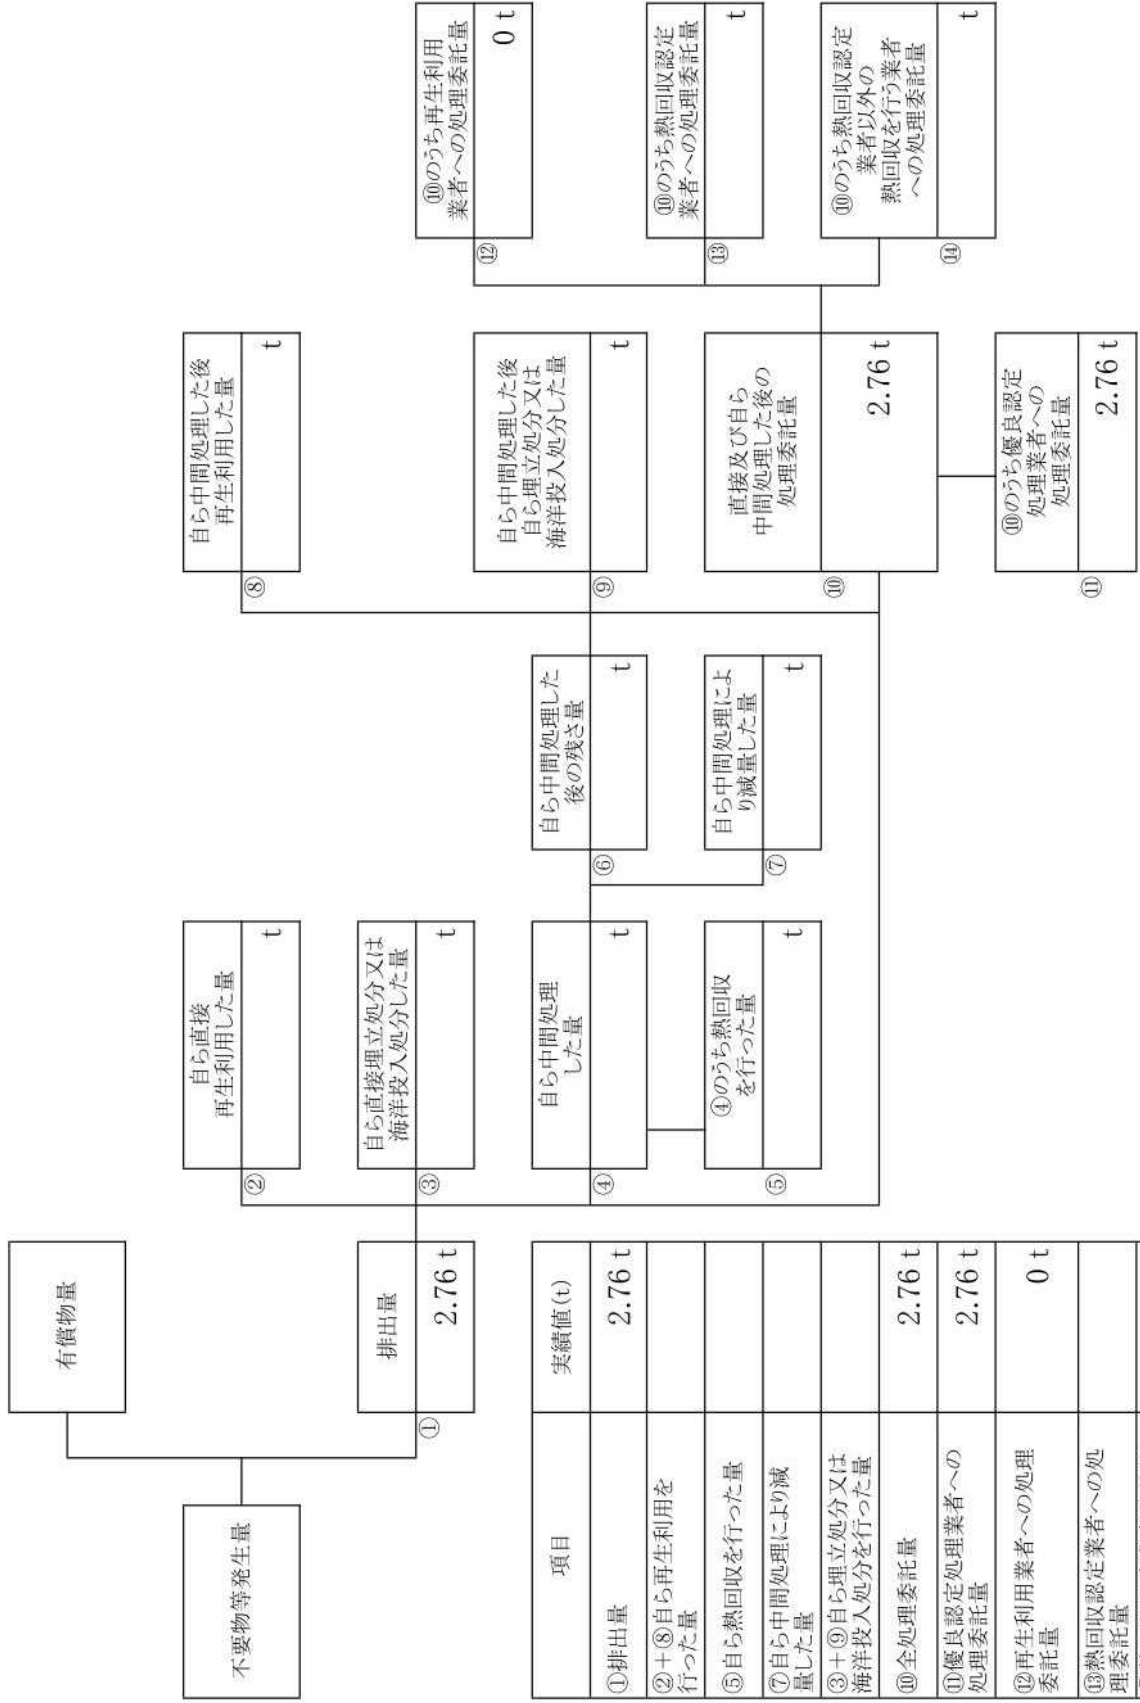 不要物等発生量
有償物量
①
排出量
2.76 t
②
自ら直接
再生利用した量
t
③
自ら直接埋立処分又は
海洋投入処分した量
t
④
自ら中間処理
した量
t
⑤
④のうち熱回収
を行った量
t
⑥
自ら中間処理した
後の残さ量
t
⑦
自ら中間処理によ
り減量した量
t
⑧
自ら中間処理した後
再生利用した量
t
⑨
自ら中間処理した後
自ら埋立処分又は
海洋投入処分した量
t
⑩
直接及び自ら
中間処理した後の
処理委託量
2.76 t
⑪
⑩のうち優良認定
処理業者への
処理委託量
2.76 t
⑫
⑩のうち再生利用
業者への処理委託量
0 t
⑬
⑩のうち熱回収認定
業者への処理委託量
t
⑭
⑩のうち熱回収認定
業者以外の
熱回収を行う業者
への処理委託量
t
項目 実績値(t)
①排出量 2.76 t
②+⑧自ら再生利用を
行った量
⑤自ら熱回収を行った量
⑦自ら中間処理により減
量した量
③+⑨自ら埋立処分又は
海洋投入処分を行った量
⑩全処理委託量 2.76 t
⑪優良認定処理業者への
処理委託量 2.76 t
⑫再生利用業者への処理
委託量 0 t
⑬熱回収認定業者への処
理委託量